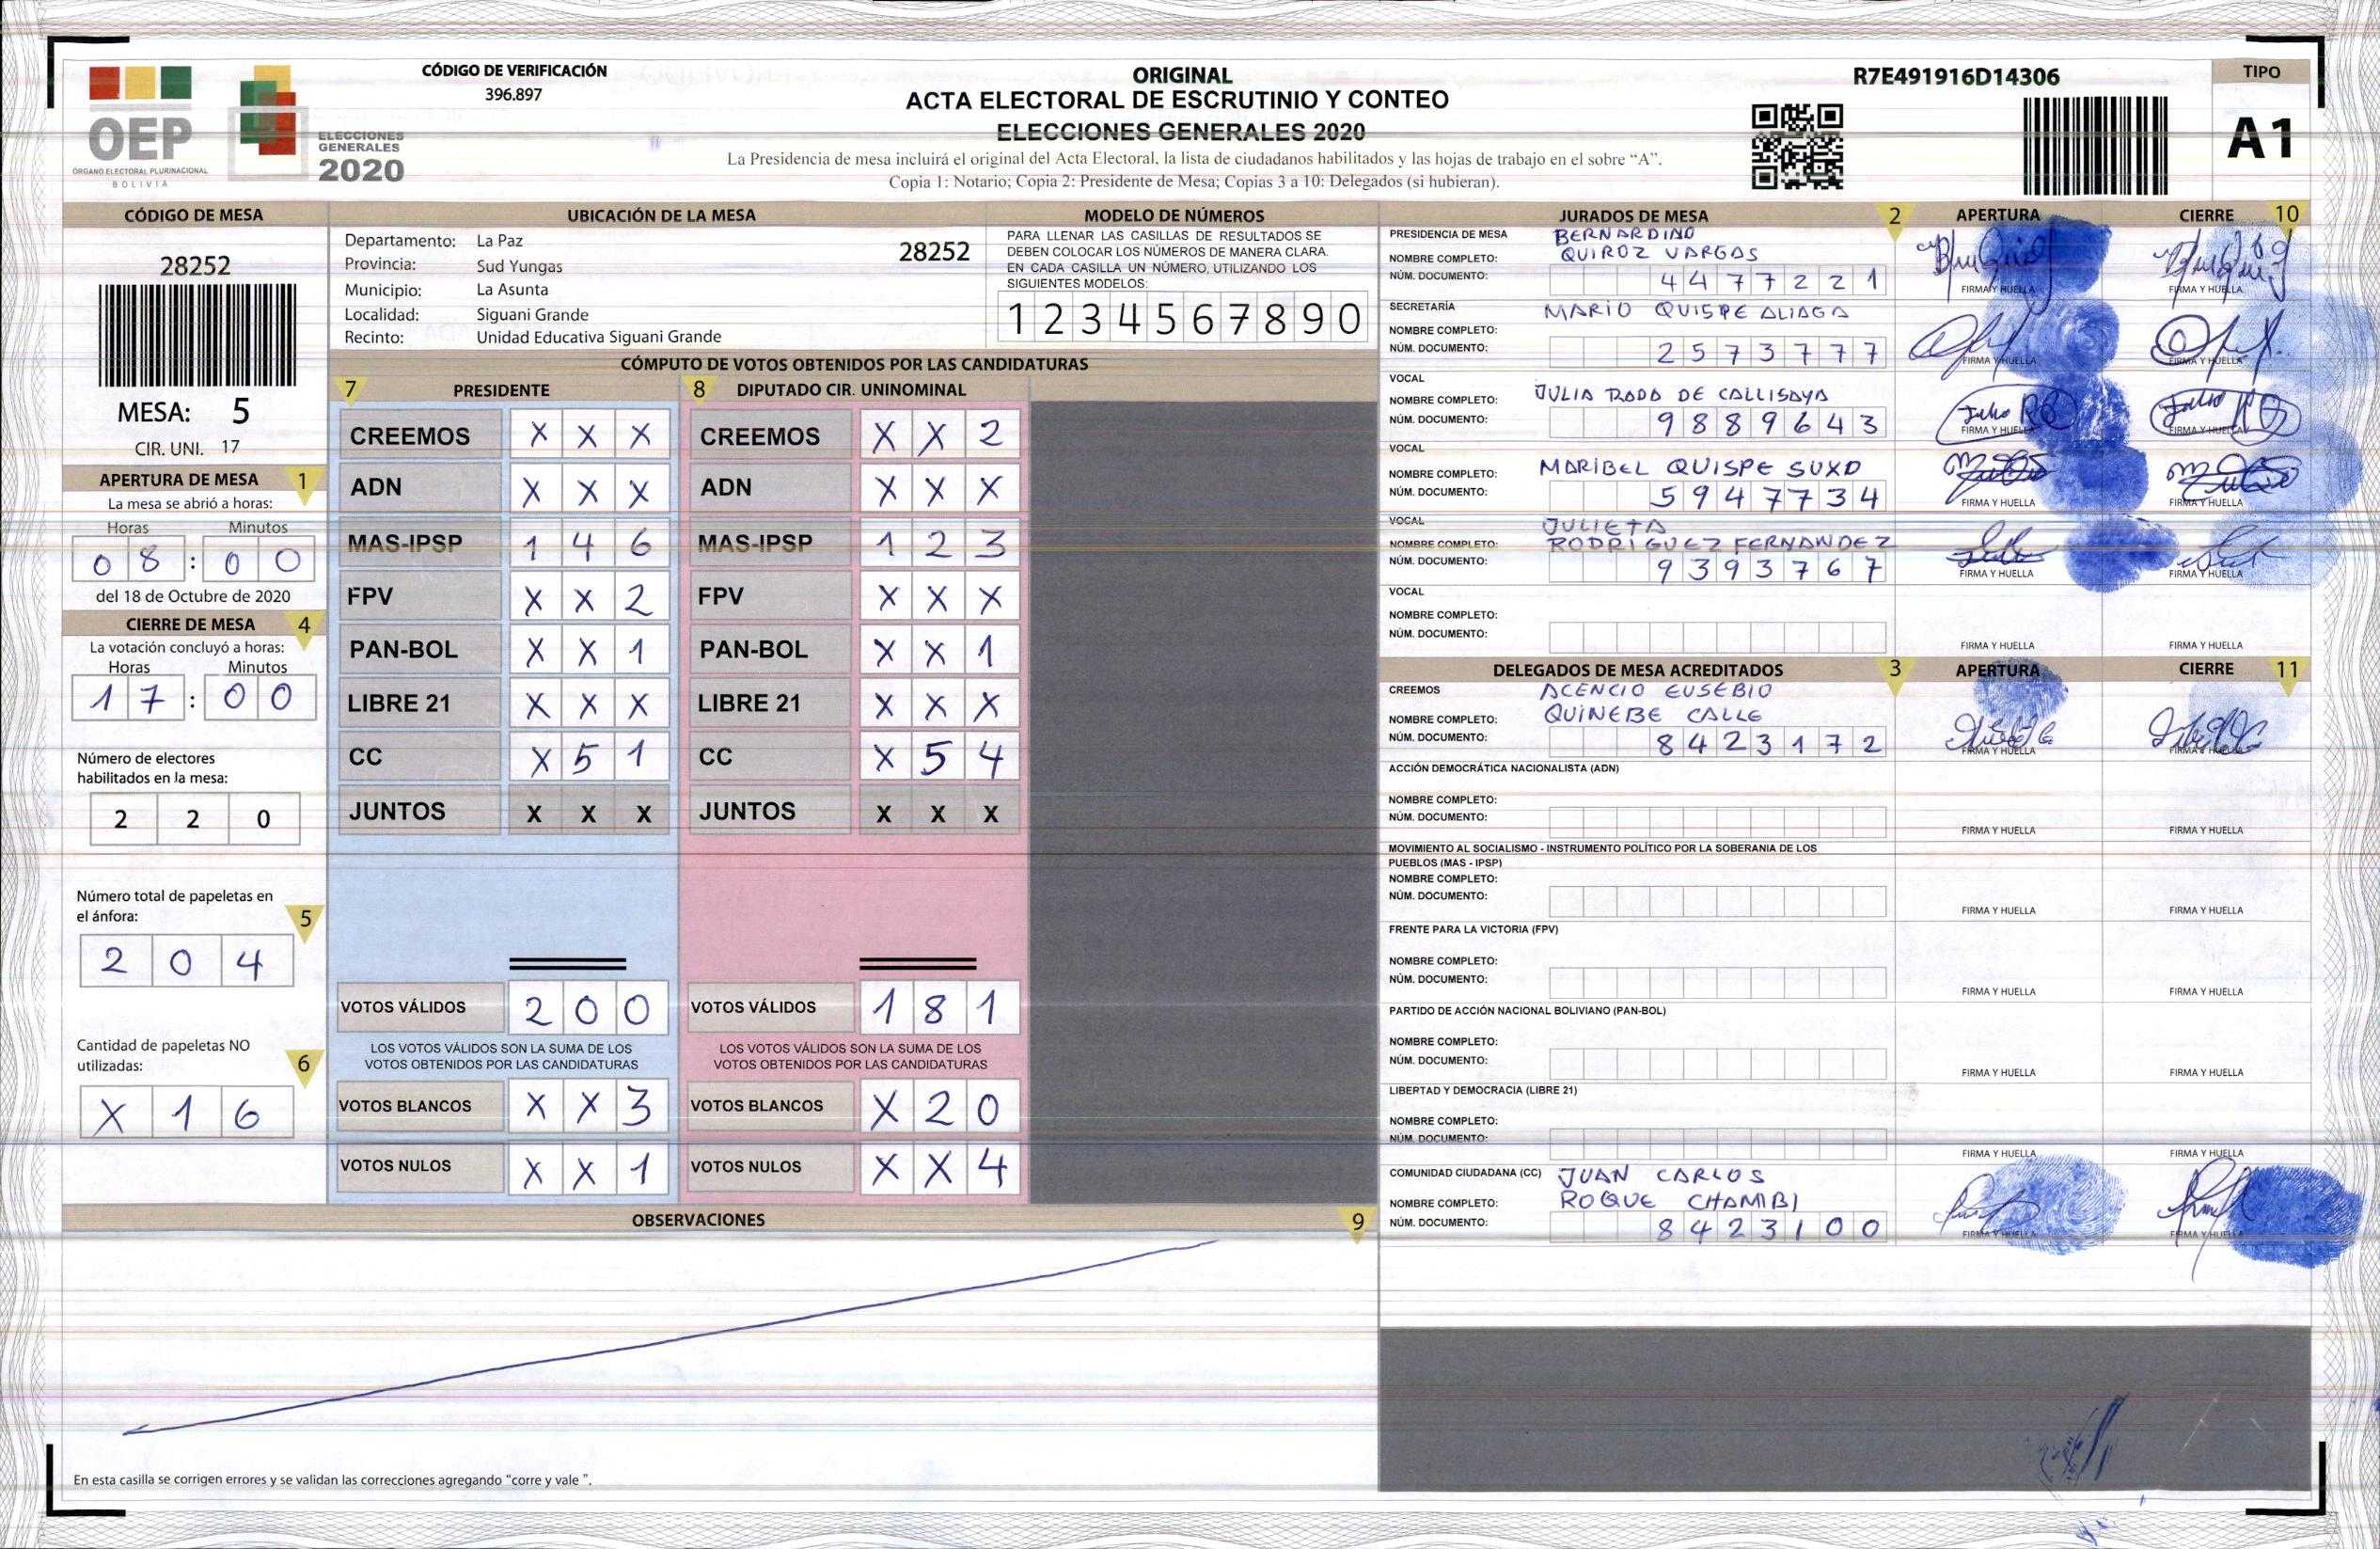 CÓDIGO DE VERIFICACIÓN
396.897
ORIGINAL
ACTA ELECTORAL DE ESCRUTINIO Y CONTEO
ELECCIONES GENERALES 2020
La Presidencia de mesa incluirá el original del Acta Electoral, la lista de ciudadanos habilitados y las hojas de trabajo en el sobre “A”.
Copia 1: Notario; Copia 2: Presidente de Mesa; Copias 3 a 10: Delegados (si hubieran).
R7E491916D14306
TIPO
A1
OEP
ÓRGANO ELECTORAL PLURINACIONAL
BOLIVIA
ELECCIONES
GENERALES
2020
CÓDIGO DE MESA
28252
MESA: 5
CIR. UNI. 17
APERTURA DE MESA 1
La mesa se abrió a horas:
Horas Minutos
0 8 : 0 0
del 18 de Octubre de 2020
CIERRE DE MESA 4
La votación concluyó a horas:
Horas Minutos
1 7 : 0 0
Número de electores
habilitados en la mesa:
2 2 0
Número total de papeletas en
el ánfora:
5
2 0 4
Cantidad de papeletas NO
utilizadas:
6
X 1 6
UBICACIÓN DE LA MESA
Departamento: La Paz
28252
Provincia: Sud Yungas
Municipio: La Asunta
Localidad: Siguani Grande
Recinto: Unidad Educativa Siguani Grande
MODELO DE NÚMEROS
PARA LLENAR LAS CASILLAS DE RESULTADOS SE
DEBEN COLOCAR LOS NÚMEROS DE MANERA CLARA.
EN CADA CASILLA UN NÚMERO, UTILIZANDO LOS
SIGUIENTES MODELOS:
1 2 3 4 5 6 7 8 9 0
CÓMPUTO DE VOTOS OBTENIDOS POR LAS CANDIDATURAS
7 PRESIDENTE 8 DIPUTADO CIR. UNINOMINAL
CREEMOS X X X CREEMOS X X 2
ADN X X X ADN X X X
MAS-IPSP 1 4 6 MAS-IPSP 1 2 3
FPV X X 2 FPV X X X
PAN-BOL X X 1 PAN-BOL X X 1
LIBRE 21 X X X LIBRE 21 X X X
CC X 5 1 CC X 5 4
JUNTOS X X X JUNTOS X X X
VOTOS VÁLIDOS 2 0 0 VOTOS VÁLIDOS 1 8 1
LOS VOTOS VÁLIDOS SON LA SUMA DE LOS LOS VOTOS VÁLIDOS SON LA SUMA DE LOS
VOTOS OBTENIDOS POR LAS CANDIDATURAS VOTOS OBTENIDOS POR LAS CANDIDATURAS
VOTOS BLANCOS X X 3 VOTOS BLANCOS X 2 0
VOTOS NULOS X X 1 VOTOS NULOS X X 4
OBSERVACIONES 9
En esta casilla se corrigen errores y se validan las correcciones agregando “corre y vale ”.
JURADOS DE MESA 2 APERTURA CIERRE 10
PRESIDENCIA DE MESA BERNARDINO
NOMBRE COMPLETO: QUIROZ VARGAS
NÚM. DOCUMENTO: 4 4 7 7 2 2 1
FIRMA Y HUELLA FIRMA Y HUELLA
SECRETARÍA MARIO QUISPE ALIAGA
NOMBRE COMPLETO:
NÚM. DOCUMENTO: 2 5 7 3 7 7 7
FIRMA Y HUELLA FIRMA Y HUELLA
VOCAL
NOMBRE COMPLETO: JULIA RADA DE CALLISAYA
NÚM. DOCUMENTO: 9 8 8 9 6 4 3
FIRMA Y HUELLA FIRMA Y HUELLA
VOCAL
NOMBRE COMPLETO: MARIBEL QUISPE SUXO
NÚM. DOCUMENTO: 5 9 4 7 7 3 4
FIRMA Y HUELLA FIRMA Y HUELLA
VOCAL JULIETA
NOMBRE COMPLETO: RODRIGUEZ FERNANDEZ
NÚM. DOCUMENTO: 9 3 9 3 7 6 7
FIRMA Y HUELLA FIRMA Y HUELLA
VOCAL
NOMBRE COMPLETO:
NÚM. DOCUMENTO:
FIRMA Y HUELLA FIRMA Y HUELLA
DELEGADOS DE MESA ACREDITADOS 3 APERTURA CIERRE 11
CREEMOS ACENCIO EUSEBIO
NOMBRE COMPLETO: QUINEBE CALLE
NÚM. DOCUMENTO: 8 4 2 3 1 7 2
FIRMA Y HUELLA FIRMA Y HUELLA
ACCIÓN DEMOCRÁTICA NACIONALISTA (ADN)
NOMBRE COMPLETO:
NÚM. DOCUMENTO:
FIRMA Y HUELLA FIRMA Y HUELLA
MOVIMIENTO AL SOCIALISMO - INSTRUMENTO POLÍTICO POR LA SOBERANIA DE LOS
PUEBLOS (MAS - IPSP)
NOMBRE COMPLETO:
NÚM. DOCUMENTO:
FIRMA Y HUELLA FIRMA Y HUELLA
FRENTE PARA LA VICTORIA (FPV)
NOMBRE COMPLETO:
NÚM. DOCUMENTO:
FIRMA Y HUELLA FIRMA Y HUELLA
PARTIDO DE ACCIÓN NACIONAL BOLIVIANO (PAN-BOL)
NOMBRE COMPLETO:
NÚM. DOCUMENTO:
FIRMA Y HUELLA FIRMA Y HUELLA
LIBERTAD Y DEMOCRACIA (LIBRE 21)
NOMBRE COMPLETO:
NÚM. DOCUMENTO:
FIRMA Y HUELLA FIRMA Y HUELLA
COMUNIDAD CIUDADANA (CC) JUAN CARLOS
NOMBRE COMPLETO: ROQUE CHAMIBI
NÚM. DOCUMENTO: 8 4 2 3 1 0 0
FIRMA Y HUELLA FIRMA Y HUELLA